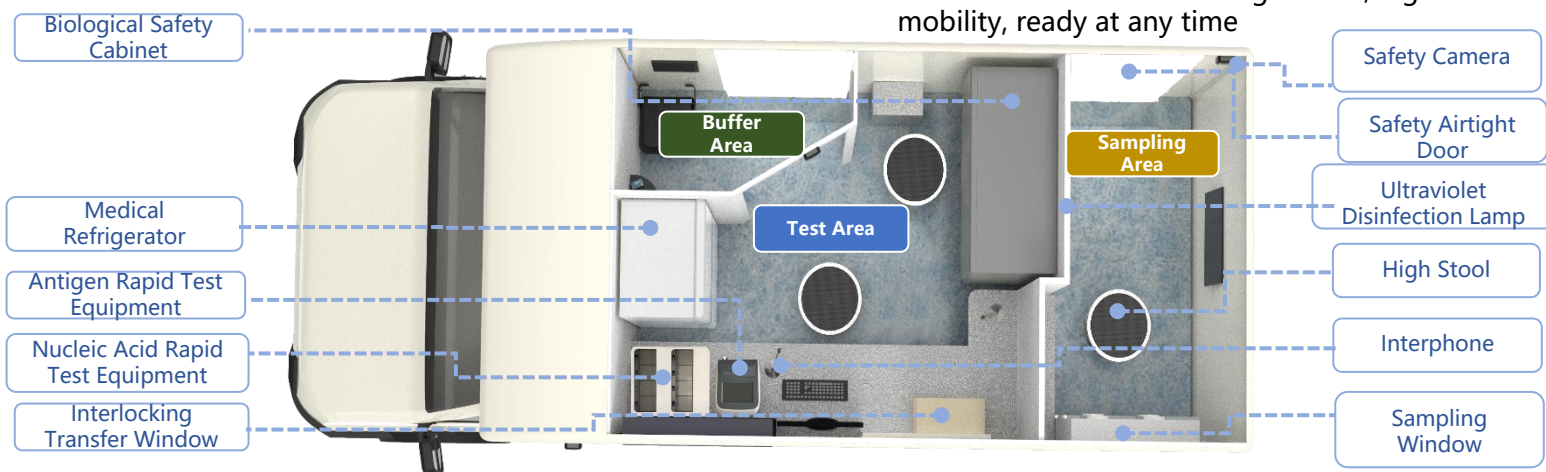 mobility, ready at any time
Biological Safety
Cabinet
Medical
Refrigerator
Antigen Rapid Test
Equipment
Nucleic Acid Rapid
Test Equipment
Interlocking
Transfer Window
Buffer
Area
Test Area
Sampling
Area
Safety Camera
Safety Airtight
Door
Ultraviolet
Disinfection Lamp
High Stool
Interphone
Sampling
Window